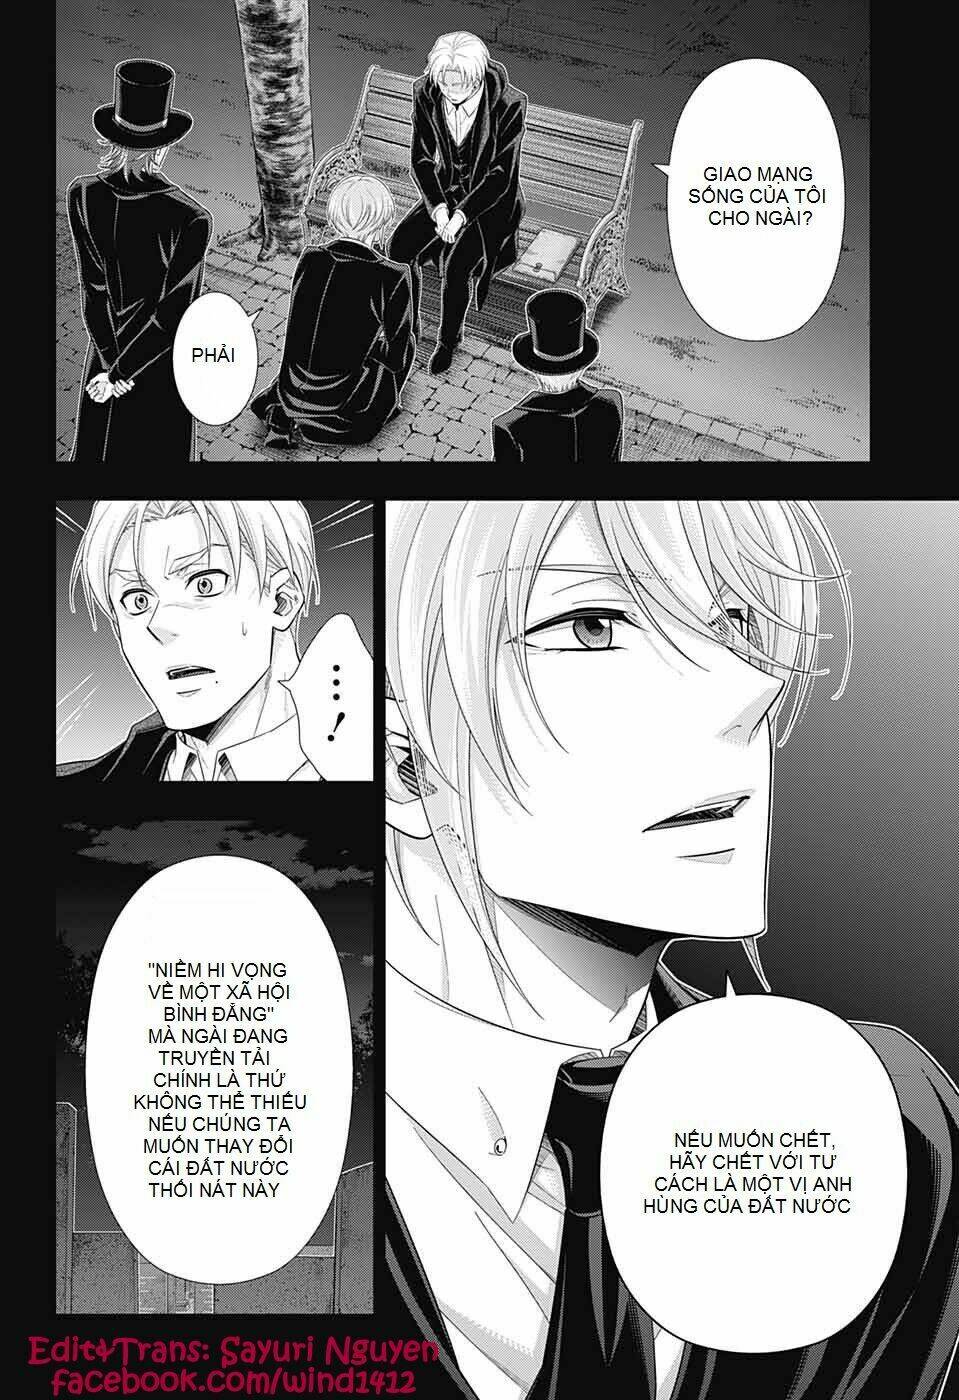 GIAO MẠNG
SỐNG CỦA TÔI
CHO NGÀI?
PHẢI
...!
NẾU MUỐN CHẾT,
HÃY CHẾT VỚI TƯ
CÁCH LÀ MỘT VỊ ANH
HÙNG CỦA ĐẤT NƯỚC
"NIỀM HI VỌNG
VỀ MỘT XÃ HỘI
BÌNH ĐẲNG"
MÀ NGÀI ĐANG
TRUYỀN TẢI
CHÍNH LÀ THỨ
KHÔNG THỂ THIẾU
NẾU CHÚNG TA
MUỐN THAY ĐỔI
CÁI ĐẤT NƯỚC
THỐI NÁT NÀY
Edit&Trans: Sayuri Nguyen
facebook.com/wind1412